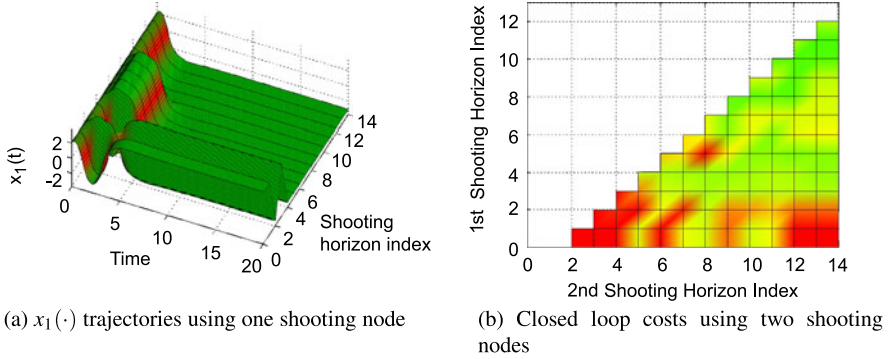 x1(t)
2
0
-2
0
5
10
15
20
Time
0
2
4
6
8
10
12
14
Shooting
horizon index
(a) x1(·) trajectories using one shooting node
1st Shooting Horizon Index
12
10
8
6
4
2
0
0 2 4 6 8 10 12 14
2nd Shooting Horizon Index
(b) Closed loop costs using two shooting
nodes